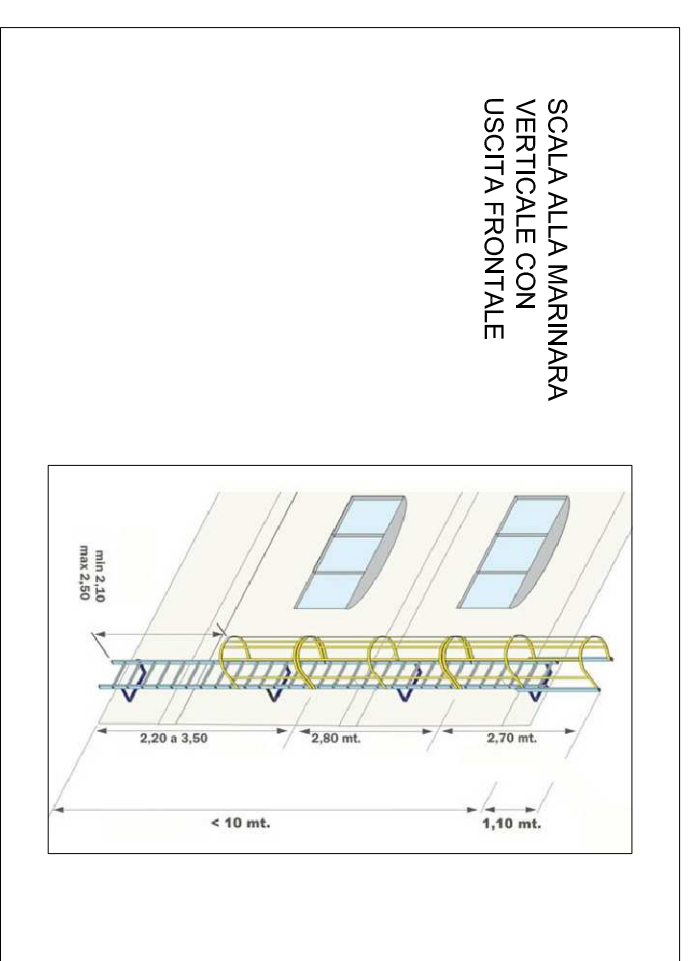 SCALA ALLA MARINARA
VERTICALE CON
USCITA FRONTALE
min 2,10
max 2,50
2,20 a 3,50
2,80 mt.
2,70 mt.
< 10 mt.
1,10 mt.